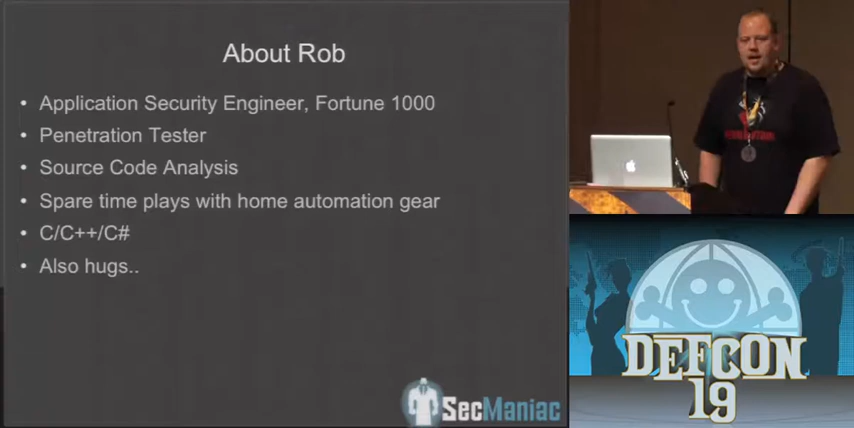 About Rob
• Application Security Engineer, Fortune 1000
• Penetration Tester
• Source Code Analysis
• Spare time plays with home automation gear
• C/C++/C#
• Also hugs..
SecManiac
DEFCON
19